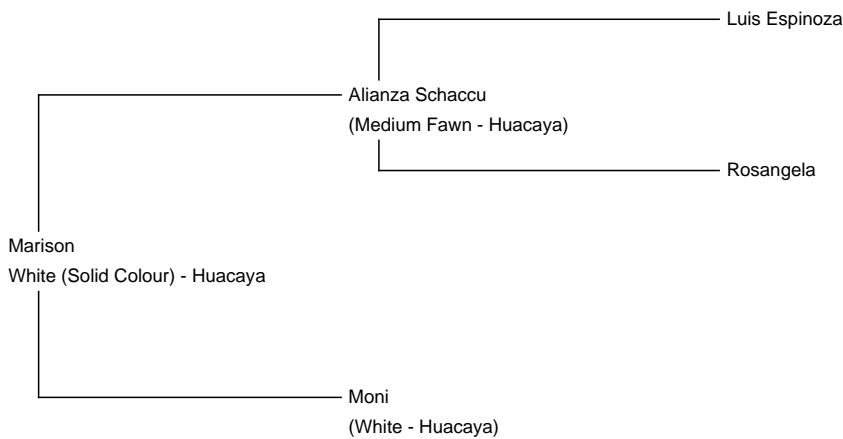 Luis Espinoza
Alianza Schaccu
(Medium Fawn - Huacaya)
Rosangela
Marison
White (Solid Colour) - Huacaya
Moni
(White - Huacaya)